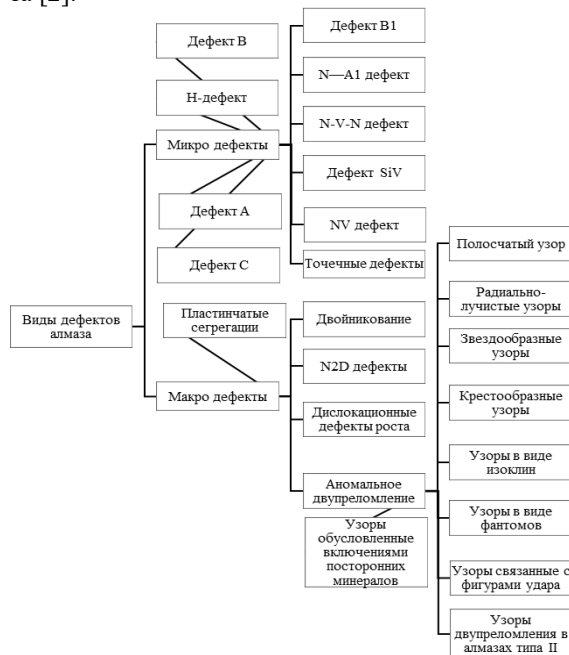 Дефект B
H-дефект
Микро дефекты
Дефект A
Дефект C
Дефект B1
N—A1 дефект
N-V-N дефект
Дефект SiV
NV дефект
Точечные дефекты
Виды дефектов
алмаза
Пластинчатые
сегрегации
Макро дефекты
Двойникование
N2D дефекты
Дислокационные
дефекты роста
Аномальное
двупреломление
Узоры
обусловленные
включениями
посторонних
минералов
Полосчатый узор
Радиально-
лучистые узоры
Звездообразные
узоры
Крестообразные
узоры
Узоры в виде
изоклин
Узоры в виде
фантомов
Узоры связанные с
фигурами удара
Узоры
двупреломления в
алмазах типа II